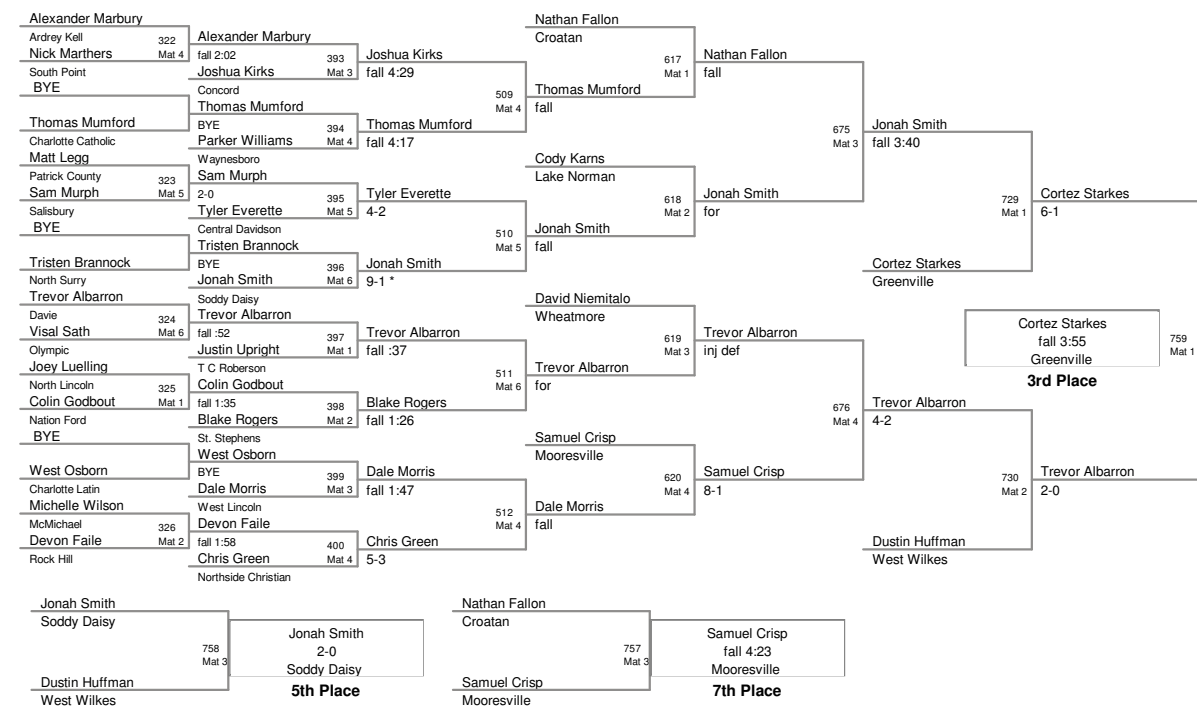 Alexander Marbury
Ardrey Kell
322
Nick Marthers
Mat 4
South Point
BYE
Thomas Mumford
Charlotte Catholic
Matt Legg
Patrick County
323
Sam Murph
Mat 5
Salisbury
BYE
Tristen Brannock
North Surry
Trevor Albarron
Davie
324
Visal Sath
Mat 6
Olympic
Joey Luelling
North Lincoln
325
Colin Godbout
Mat 1
Nation Ford
BYE
West Osborn
Charlotte Latin
Michelle Wilson
McMichael
326
Devon Faile
Mat 2
Rock Hill
Alexander Marbury
fall 2:02
393
Joshua Kirks
Mat 3
Concord
Thomas Mumford
BYE
394
Parker Williams
Mat 4
Waynesboro
Sam Murph
2-0
395
Tyler Everette
Mat 5
Central Davidson
Tristen Brannock
BYE
396
Jonah Smith
Mat 6
Soddy Daisy
Trevor Albarron
fall :52
397
Justin Upright
Mat 1
T C Roberson
Colin Godbout
fall 1:35
398
Blake Rogers
Mat 2
St. Stephens
West Osborn
BYE
399
Dale Morris
Mat 3
West Lincoln
Devon Faile
fall 1:58
400
Chris Green
Mat 4
Northside Christian
Joshua Kirks
fall 4:29
509
Mat 4
Thomas Mumford
fall 4:17
Tyler Everette
4-2
510
Mat 5
Jonah Smith
9-1 *
Trevor Albarron
fall :37
511
Mat 6
Blake Rogers
fall 1:26
Dale Morris
fall 1:47
512
Mat 4
Chris Green
5-3
Nathan Fallon
Croatan
617
Mat 1
Thomas Mumford
fall
Cody Karns
Lake Norman
618
Mat 2
Jonah Smith
fall
David Niemitalo
Wheatmore
619
Mat 3
Trevor Albarron
for
Samuel Crisp
Mooresville
620
Mat 4
Dale Morris
fall
Nathan Fallon
fall
675
Mat 3
Jonah Smith
for
Trevor Albarron
inj def
676
Mat 4
Samuel Crisp
8-1
Jonah Smith
fall 3:40
729
Mat 1
Cortez Starkes
Greenville
Trevor Albarron
4-2
730
Mat 2
Dustin Huffman
West Wilkes
Cortez Starkes
6-1
Cortez Starkes
fall 3:55
Greenville
3rd Place
759
Mat 1
Trevor Albarron
2-0
Jonah Smith
Soddy Daisy
758
Mat 3
Dustin Huffman
West Wilkes
Jonah Smith
2-0
Soddy Daisy
5th Place
Nathan Fallon
Croatan
757
Mat 3
Samuel Crisp
Mooresville
Samuel Crisp
fall 4:23
Mooresville
7th Place